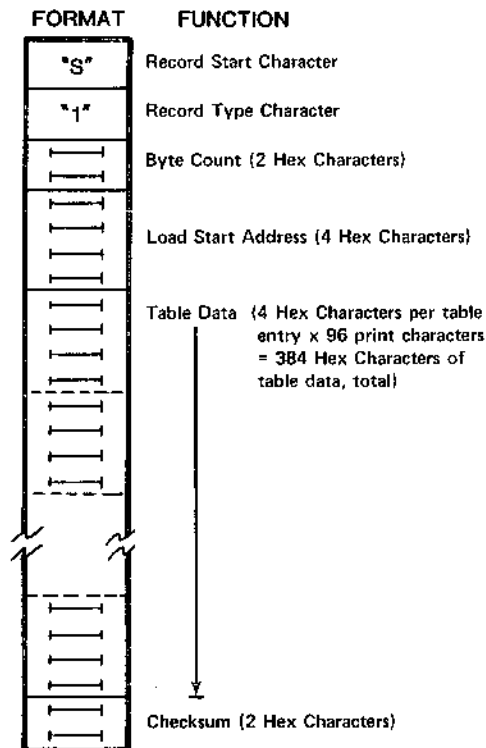 FORMAT FUNCTION
"S" Record Start Character
"1" Record Type Character
Byte Count (2 Hex Characters)
Load Start Address (4 Hex Characters)
Table Data (4 Hex Characters per table
entry x 96 print characters
= 384 Hex Characters of
table data, total)
Checksum (2 Hex Characters)